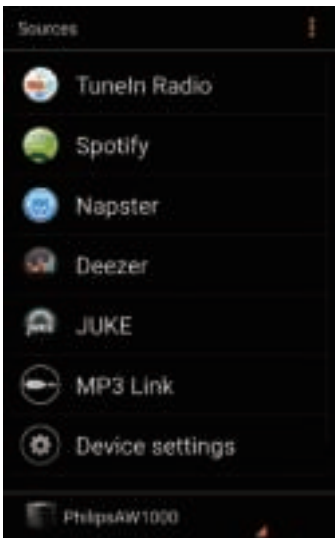 Sources
TuneIn Radio
Spotify
Napster
Deezer
JUKE
MP3 Link
Device settings
PhilipsAW1000